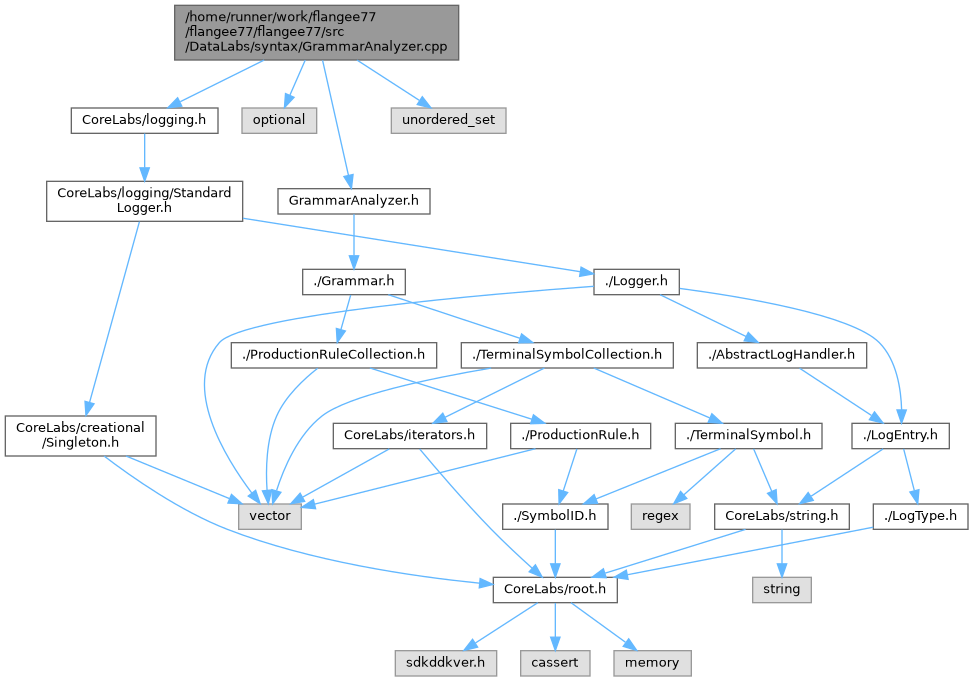 /home/runner/work/flangee77
/flangee77/flangee77/src
/DataLabs/syntax/GrammarAnalyzer.cpp
CoreLabs/logging.h
optional
unordered_set
CoreLabs/logging/Standard
Logger.h
GrammarAnalyzer.h
./Grammar.h
./Logger.h
./ProductionRuleCollection.h
./TerminalSymbolCollection.h
./AbstractLogHandler.h
CoreLabs/creational
/Singleton.h
CoreLabs/iterators.h
./ProductionRule.h
./TerminalSymbol.h
./LogEntry.h
vector
./SymbolID.h
regex
CoreLabs/string.h
./LogType.h
CoreLabs/root.h
string
sdkddkver.h
cassert
memory